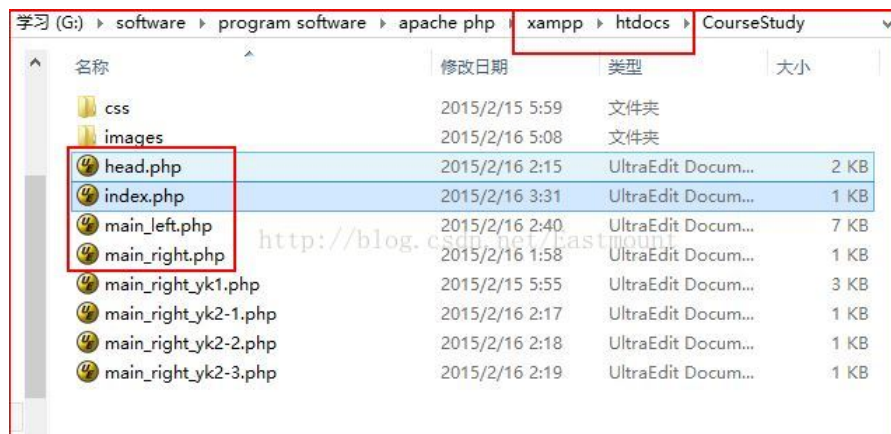 学习 (G:) ▸ software ▸ program software ▸ apache php ▸ xampp ▸ htdocs ▸ CourseStudy
名称 修改日期 类型 大小
css 2015/2/15 5:59 文件夹
images 2015/2/16 5:08 文件夹
head.php 2015/2/16 2:15 UltraEdit Docum... 2 KB
index.php 2015/2/16 3:31 UltraEdit Docum... 1 KB
main_left.php 2015/2/16 2:40 UltraEdit Docum... 7 KB
http://blog.csdn.net/Eastmount
main_right.php 2015/2/16 1:58 UltraEdit Docum... 1 KB
main_right_yk1.php 2015/2/15 5:55 UltraEdit Docum... 3 KB
main_right_yk2-1.php 2015/2/16 2:17 UltraEdit Docum... 1 KB
main_right_yk2-2.php 2015/2/16 2:18 UltraEdit Docum... 1 KB
main_right_yk2-3.php 2015/2/16 2:19 UltraEdit Docum... 1 KB